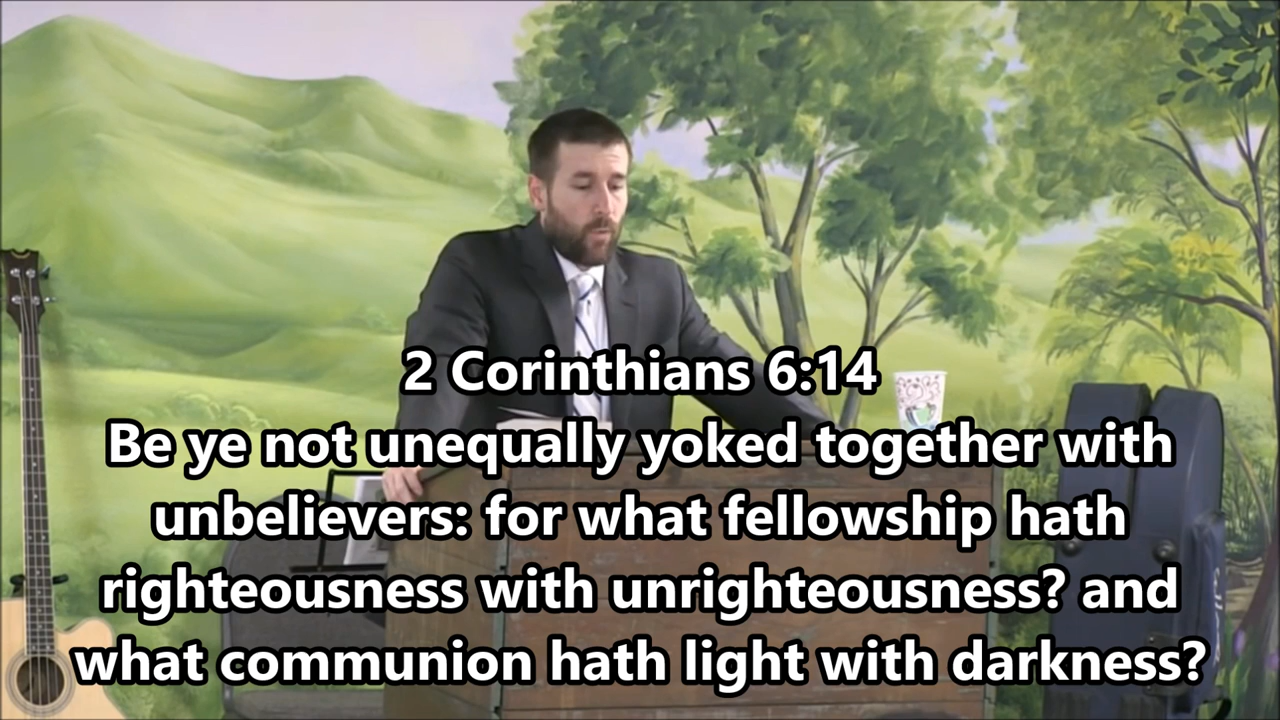 2 Corinthians 6:14
Be ye not unequally yoked together with
unbelievers: for what fellowship hath
righteousness with unrighteousness? and
what communion hath light with darkness?